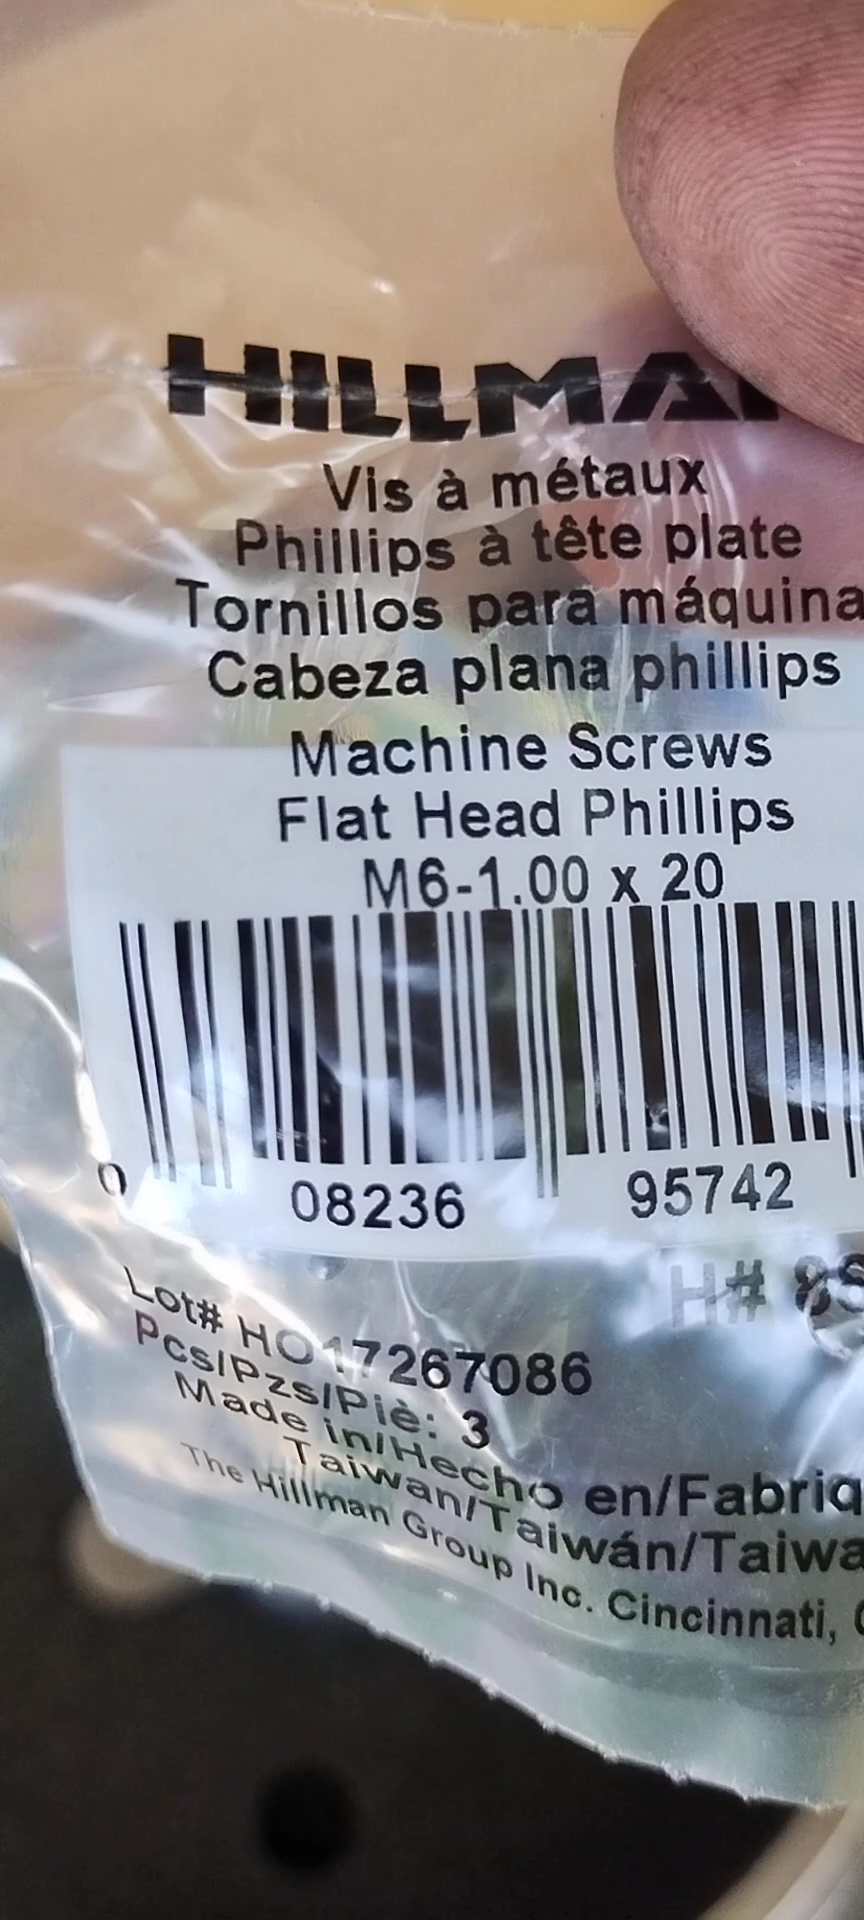 HILLMA
Vis à métaux
Phillips à tête plate
Tornillos para máquina
Cabeza plana phillips
Machine Screws
Flat Head Phillips
M6-1.00 x 20
0 08236 95742
H#
Lot# HO17267086
Pcs/Pzs/Piè: 3
Made in/Hecho en/Fabriq
Taiwan/Taiwán/Taiwa
The Hillman Group Inc. Cincinnati,